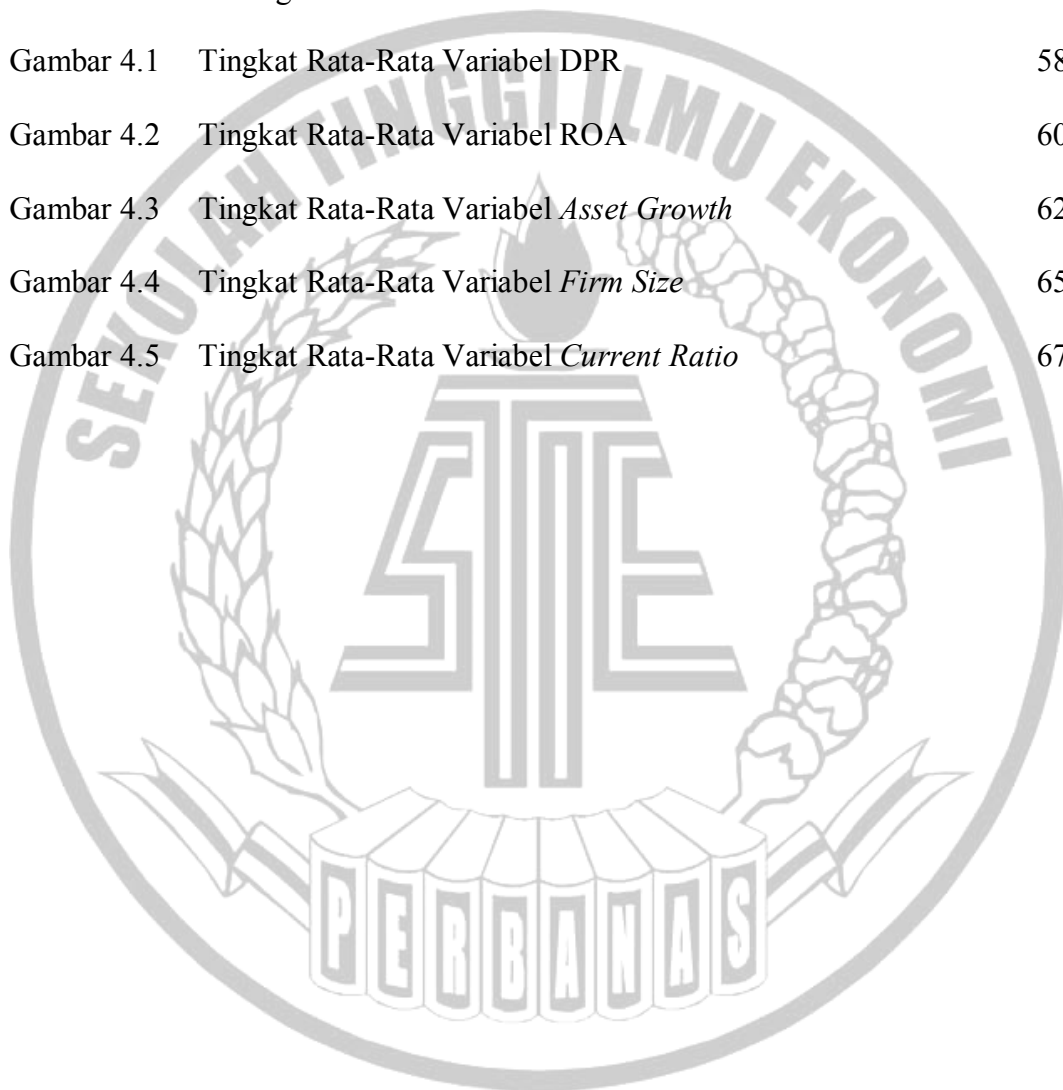 Gambar 4.1 Tingkat Rata-Rata Variabel DPR 58
Gambar 4.2 Tingkat Rata-Rata Variabel ROA 60
Gambar 4.3 Tingkat Rata-Rata Variabel Asset Growth 62
Gambar 4.4 Tingkat Rata-Rata Variabel Firm Size 65
Gambar 4.5 Tingkat Rata-Rata Variabel Current Ratio 67
SEKOLAH TINGGI ILMU EKONOMI
STIE
PERBANAS